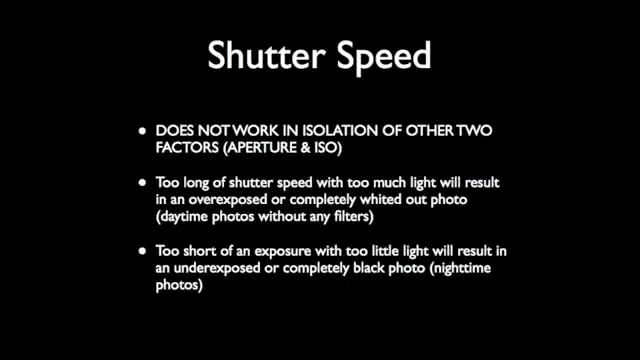 Shutter Speed
• DOES NOT WORK IN ISOLATION OF OTHER TWO
FACTORS (APERTURE & ISO)
• Too long of shutter speed with too much light will result
in an overexposed or completely whited out photo
(daytime photos without any filters)
• Too short of an exposure with too little light will result in
an underexposed or completely black photo (nighttime
photos)